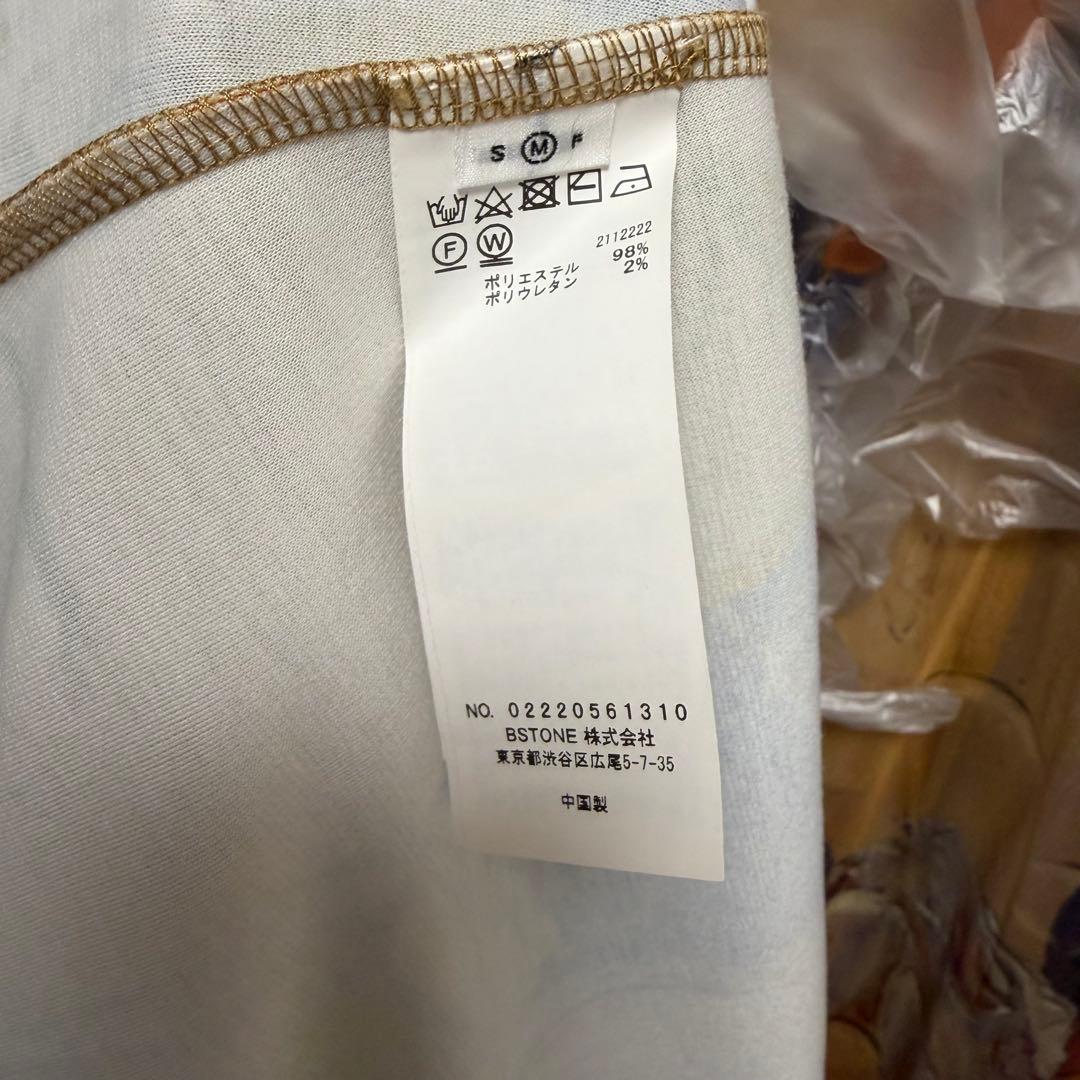 S M F
F W
2112222
ポリエステル 98%
ポリウレタン 2%
NO. 02220561310
BSTONE 株式会社
東京都渋谷区広尾5-7-35
中国製